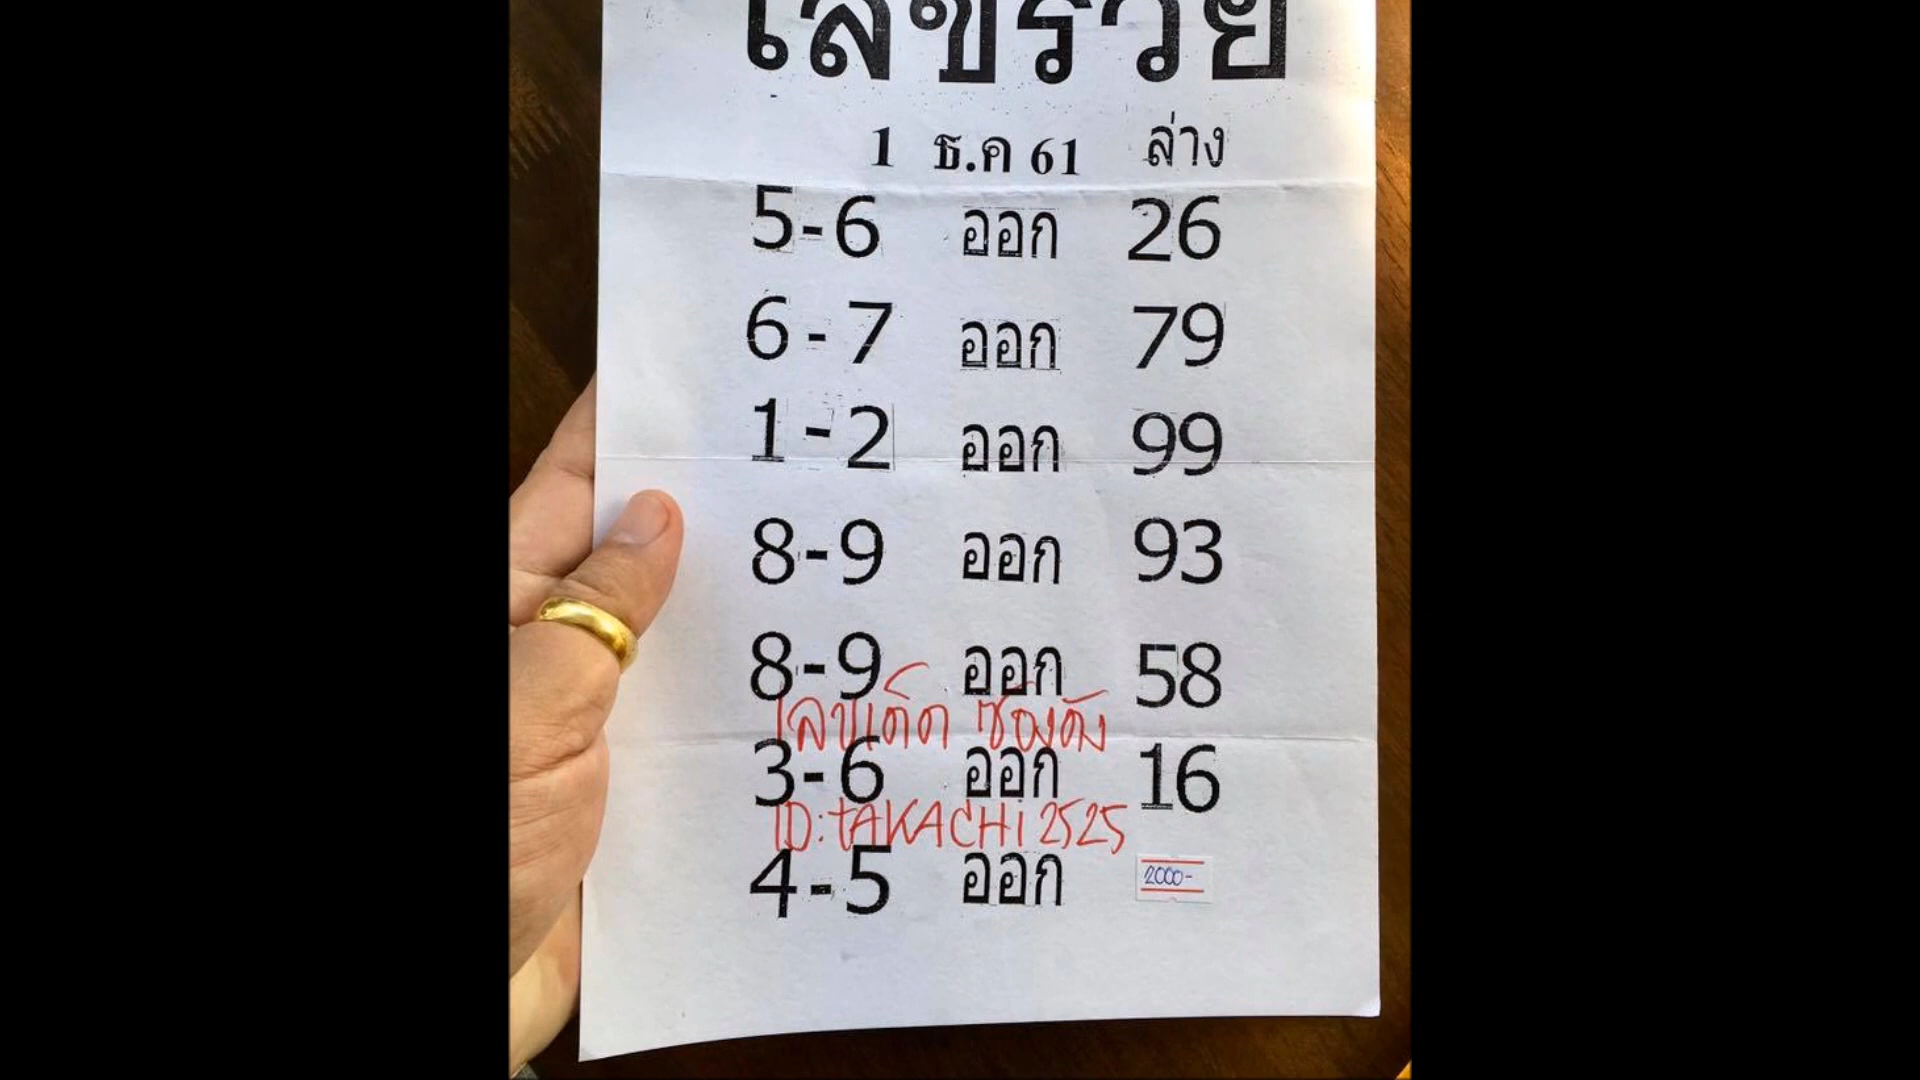 เลขรวย
1 ธ.ค 61 ล่าง
5-6 ออก 26
6-7 ออก 79
1-2 ออก 99
8-9 ออก 93
8-9 ออก 58
เลขเด็ด ซองดัง
3-6 ออก 16
ID:tAKACHi2525
4-5 ออก 2000-